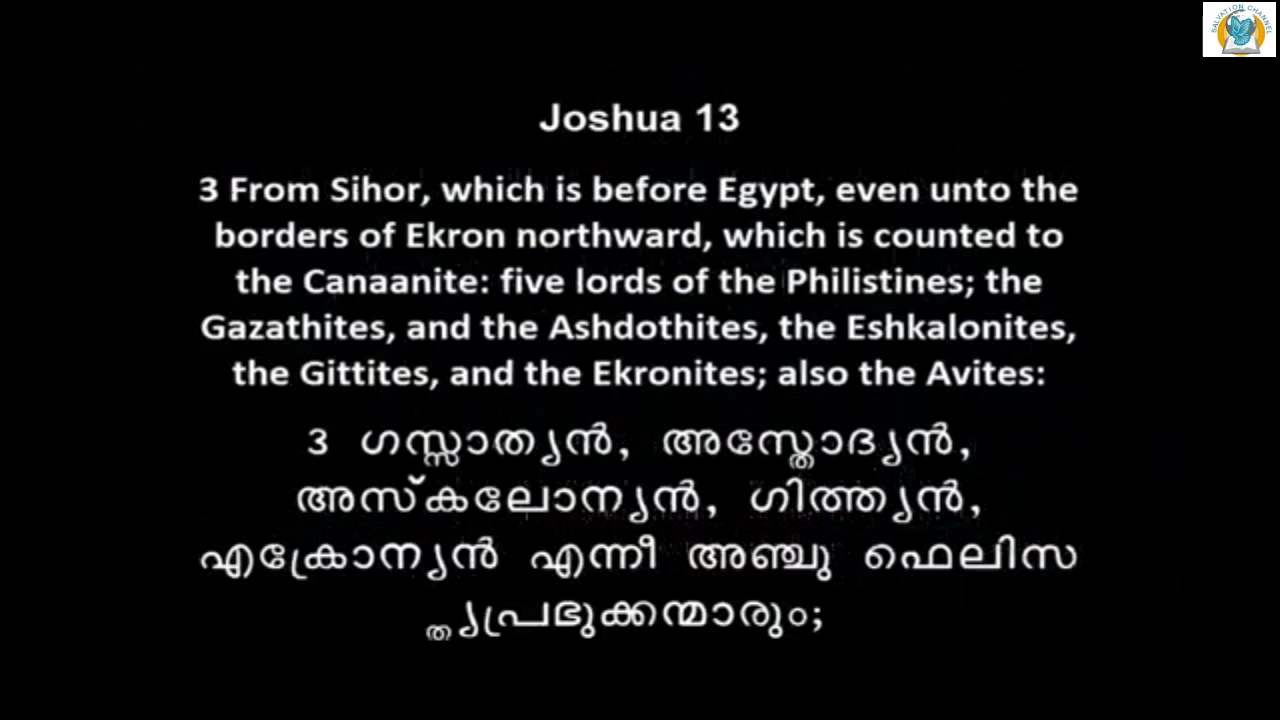 SALVATION CHANNEL
Joshua 13
3 From Sihor, which is before Egypt, even unto the
borders of Ekron northward, which is counted to
the Canaanite: five lords of the Philistines; the
Gazathites, and the Ashdothites, the Eshkalonites,
the Gittites, and the Ekronites; also the Avites:
3 ഗസ്സാത്യൻ, അസ്തോദ്യൻ,
അസ്കലോന്യൻ, ഗിത്ത്യൻ,
എക്രോന്യൻ എന്നീ അഞ്ചു ഫെലിസ
്ത്യപ്രഭുക്കന്മാരും;